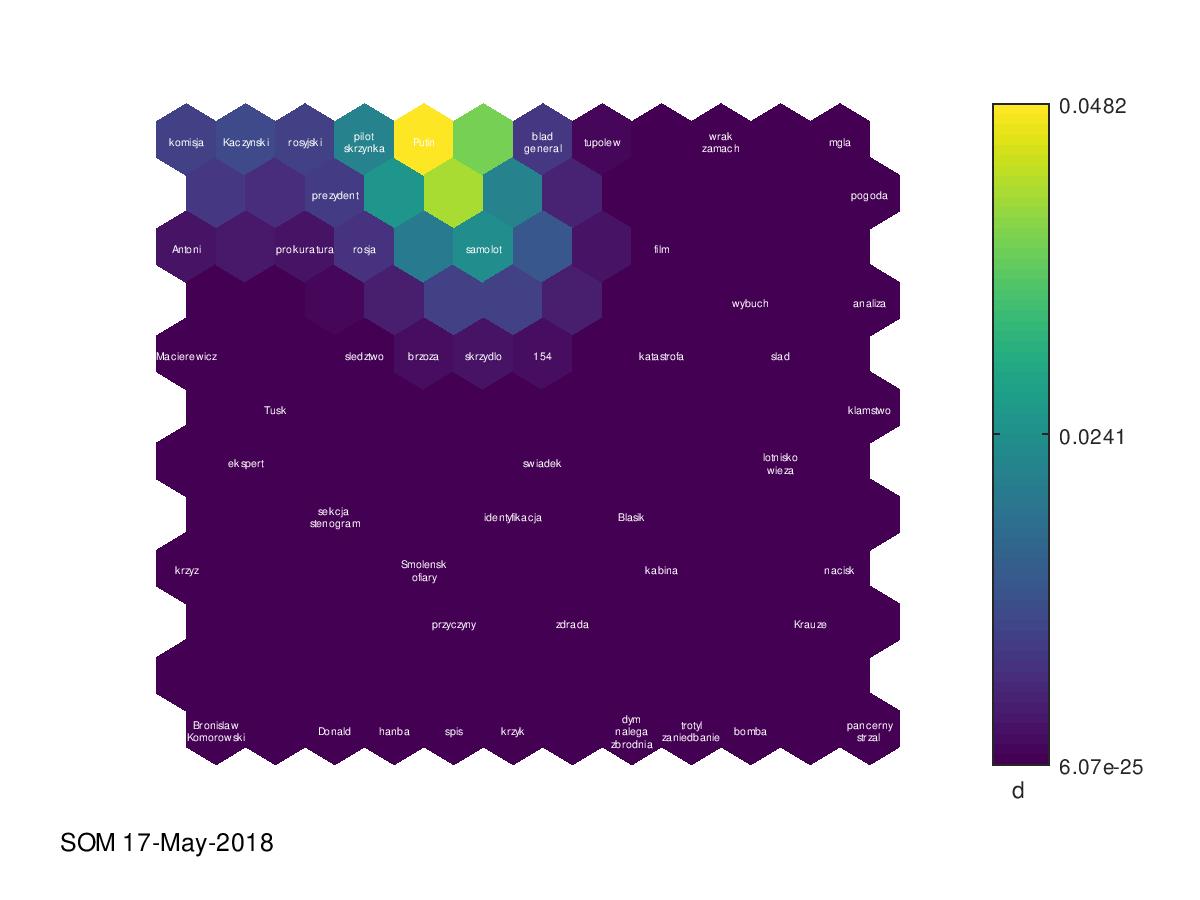 komisja
Kaczynski
rosyjski
pilot
skrzynka
Putin
blad
general
tupolew
wrak
zamach
mgla
prezydent
pogoda
Antoni
prokuratura
rosja
samolot
film
wybuch
analiza
Macierewicz
sledztwo
brzoza
skrzydlo
154
katastrofa
slad
Tusk
klamstwo
ekspert
swiadek
lotnisko
wieza
sekcja
stenogram
identyfikacja
Blasik
krzyz
Smolensk
ofiary
kabina
nacisk
przyczyny
zdrada
Krauze
Bronislaw
Komorowski
Donald
hanba
spis
krzyk
dym
nalega
zbrodnia
trotyl
zaniedbanie
bomba
pancerny
strzal
0.0482
0.0241
6.07e-25
d
SOM 17-May-2018